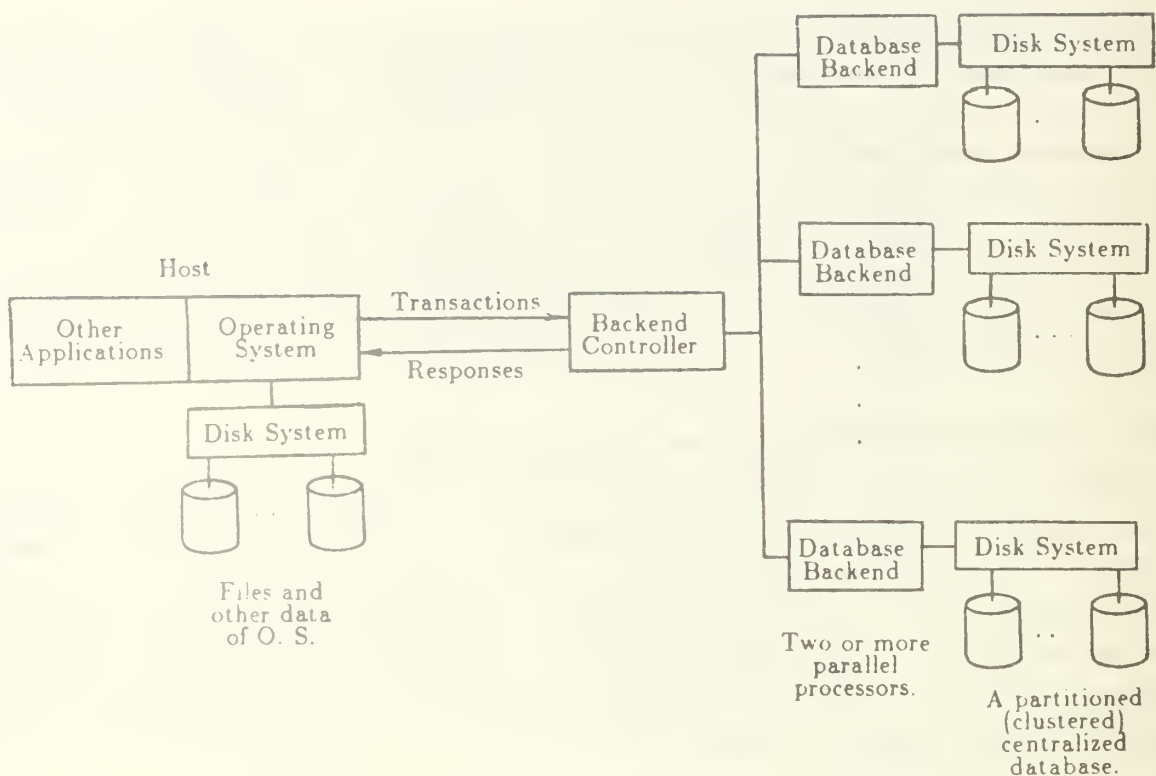 Host
Other
Applications
Operating
System
Disk System
Files and
other data
of O. S.
Transactions
Responses
Backend
Controller
Database
Backend
Disk System
Database
Backend
Disk System
Database
Backend
Disk System
Two or more
parallel
processors.
A partitioned
(clustered)
centralized
database.